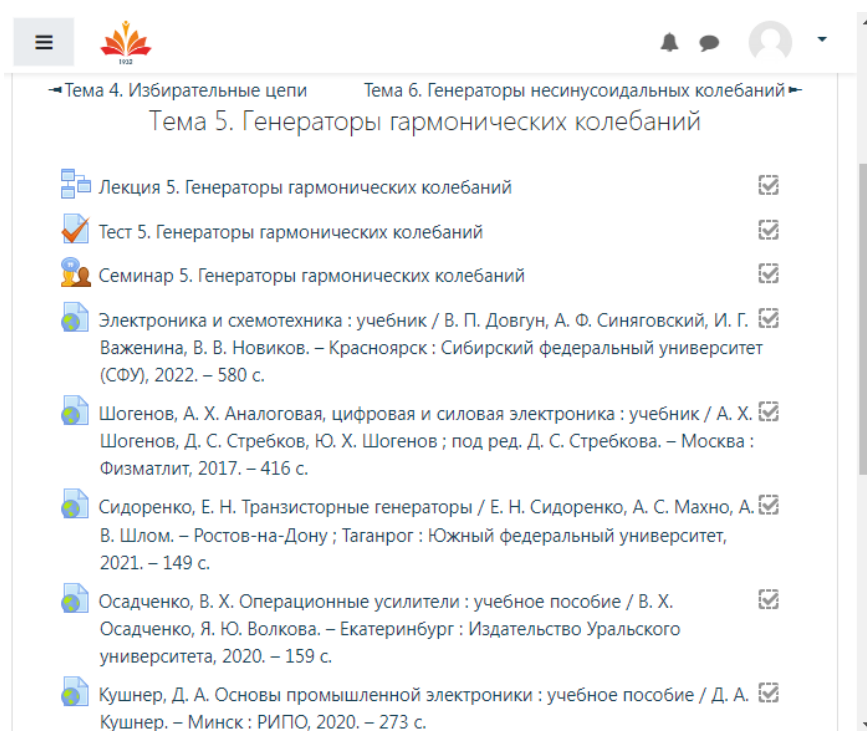 1932
◄Тема 4. Избирательные цепи
Тема 6. Генераторы несинусоидальных колебаний►
Тема 5. Генераторы гармонических колебаний
Лекция 5. Генераторы гармонических колебаний
Тест 5. Генераторы гармонических колебаний
Семинар 5. Генераторы гармонических колебаний
Электроника и схемотехника : учебник / В. П. Довгун, А. Ф. Синяговский, И. Г.
Важенина, В. В. Новиков. – Красноярск : Сибирский федеральный университет
(СФУ), 2022. – 580 с.
Шогенов, А. Х. Аналоговая, цифровая и силовая электроника : учебник / А. Х.
Шогенов, Д. С. Стребков, Ю. Х. Шогенов ; под ред. Д. С. Стребкова. – Москва :
Физматлит, 2017. – 416 с.
Сидоренко, Е. Н. Транзисторные генераторы / Е. Н. Сидоренко, А. С. Махно, А.
В. Шлом. – Ростов-на-Дону ; Таганрог : Южный федеральный университет,
2021. – 149 с.
Осадченко, В. Х. Операционные усилители : учебное пособие / В. Х.
Осадченко, Я. Ю. Волкова. – Екатеринбург : Издательство Уральского
университета, 2020. – 159 с.
Кушнер, Д. А. Основы промышленной электроники : учебное пособие / Д. А.
Кушнер. – Минск : РИПО, 2020. – 273 с.